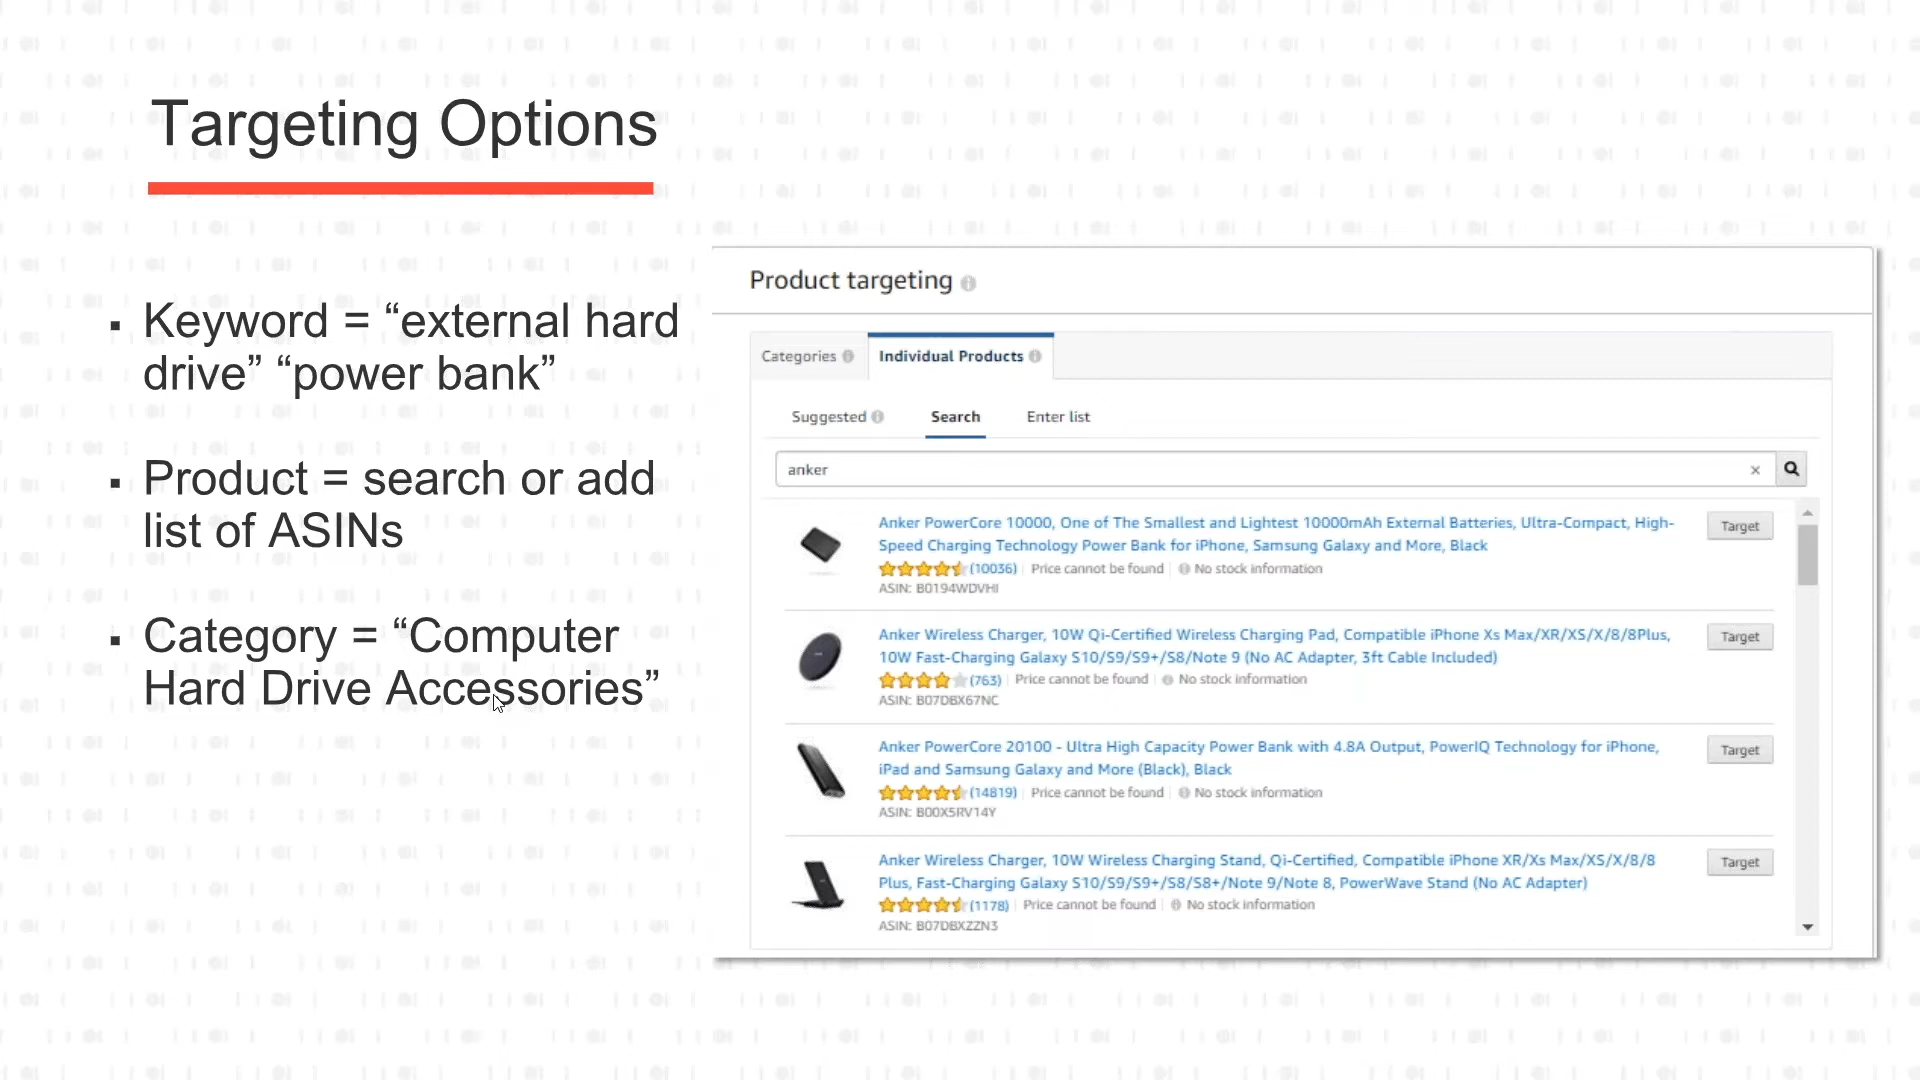 Targeting Options
▪ Keyword = “external hard
drive” “power bank”
▪ Product = search or add
list of ASINs
▪ Category = “Computer
Hard Drive Accessories”
Product targeting
Categories
Individual Products
Suggested
Search
Enter list
anker
Anker PowerCore 10000, One of The Smallest and Lightest 10000mAh External Batteries, Ultra-Compact, High-
Speed Charging Technology Power Bank for iPhone, Samsung Galaxy and More, Black
(10036) Price cannot be found No stock information
ASIN: B0194WDVHI
Target
Anker Wireless Charger, 10W Qi-Certified Wireless Charging Pad, Compatible iPhone Xs Max/XR/XS/X/8/8Plus,
10W Fast-Charging Galaxy S10/S9/S9+/S8/Note 9 (No AC Adapter, 3ft Cable Included)
(763) Price cannot be found No stock information
ASIN: B07DBX67NC
Target
Anker PowerCore 20100 - Ultra High Capacity Power Bank with 4.8A Output, PowerIQ Technology for iPhone,
iPad and Samsung Galaxy and More (Black), Black
(14819) Price cannot be found No stock information
ASIN: B00X5RV14Y
Target
Anker Wireless Charger, 10W Wireless Charging Stand, Qi-Certified, Compatible iPhone XR/Xs Max/XS/X/8/8
Plus, Fast-Charging Galaxy S10/S9/S9+/S8/S8+/Note 9/Note 8, PowerWave Stand (No AC Adapter)
(1178) Price cannot be found No stock information
ASIN: B07DBXZZN3
Target